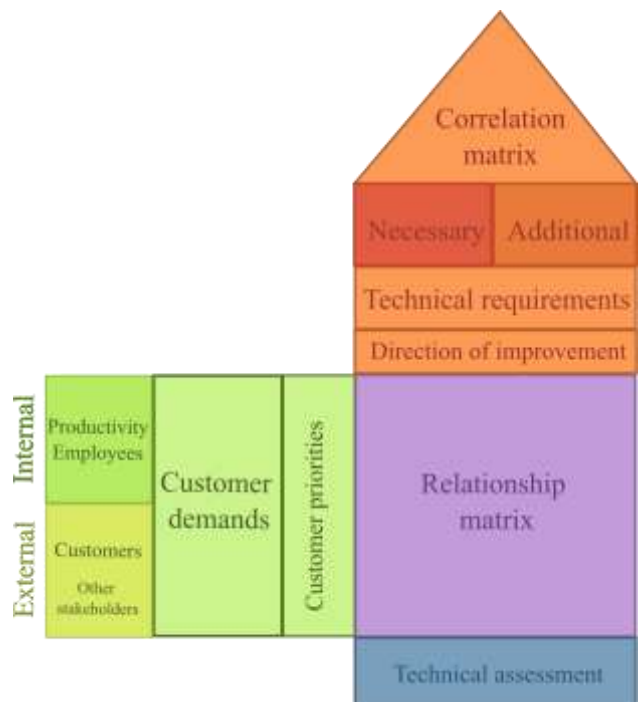 Correlation
matrix
Necessary
Additional
Technical requirements
Direction of improvement
Internal
Productivity
Employees
External
Customers
Other
stakeholders
Customer
demands
Customer priorities
Relationship
matrix
Technical assessment